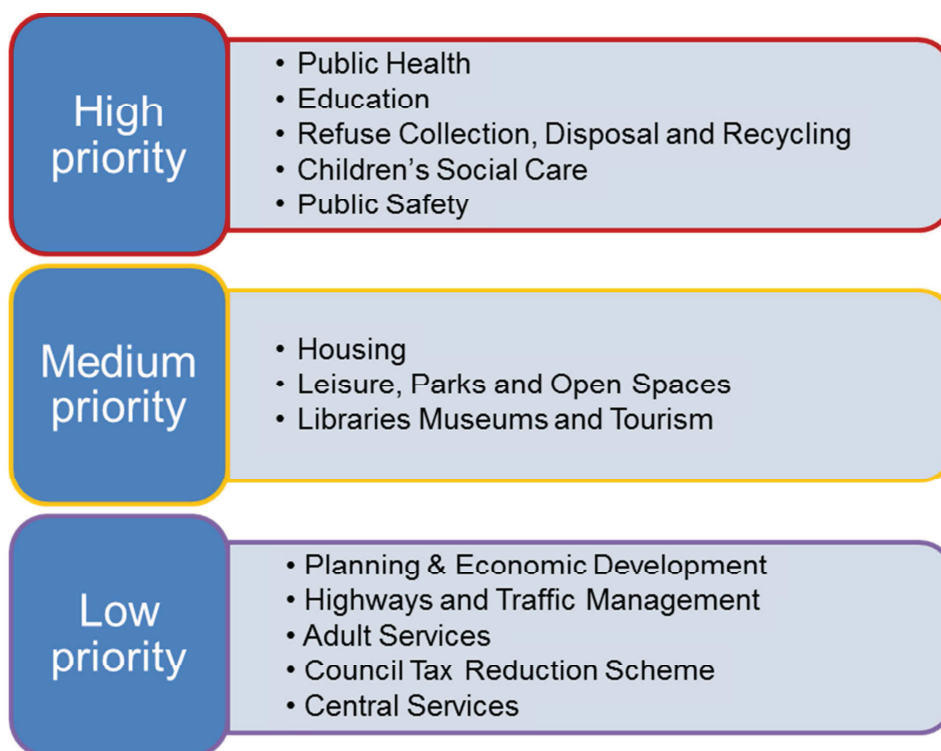 High
priority
• Public Health
• Education
• Refuse Collection, Disposal and Recycling
• Children's Social Care
• Public Safety
Medium
priority
• Housing
• Leisure, Parks and Open Spaces
• Libraries Museums and Tourism
Low
priority
• Planning & Economic Development
• Highways and Traffic Management
• Adult Services
• Council Tax Reduction Scheme
• Central Services